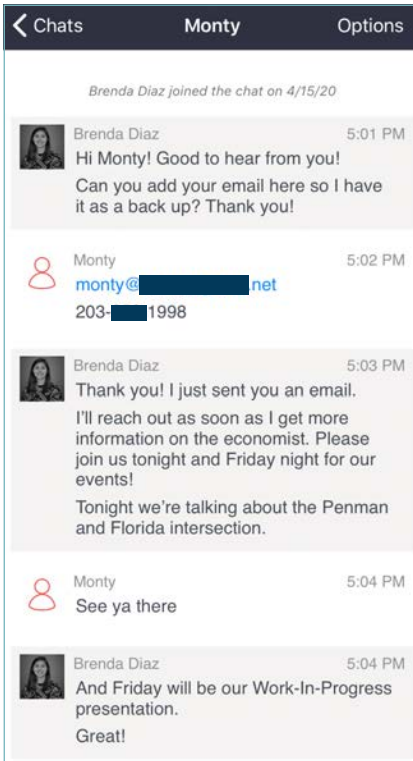 Chats Monty Options
Brenda Diaz joined the chat on 4/15/20
Brenda Diaz 5:01 PM
Hi Monty! Good to hear from you!
Can you add your email here so I have
it as a back up? Thank you!
Monty 5:02 PM
monty@ .net
203- 1998
Brenda Diaz 5:03 PM
Thank you! I just sent you an email.
I'll reach out as soon as I get more
information on the economist. Please
join us tonight and Friday night for our
events!
Tonight we're talking about the Penman
and Florida intersection.
Monty 5:04 PM
See ya there
Brenda Diaz 5:04 PM
And Friday will be our Work-In-Progress
presentation.
Great!